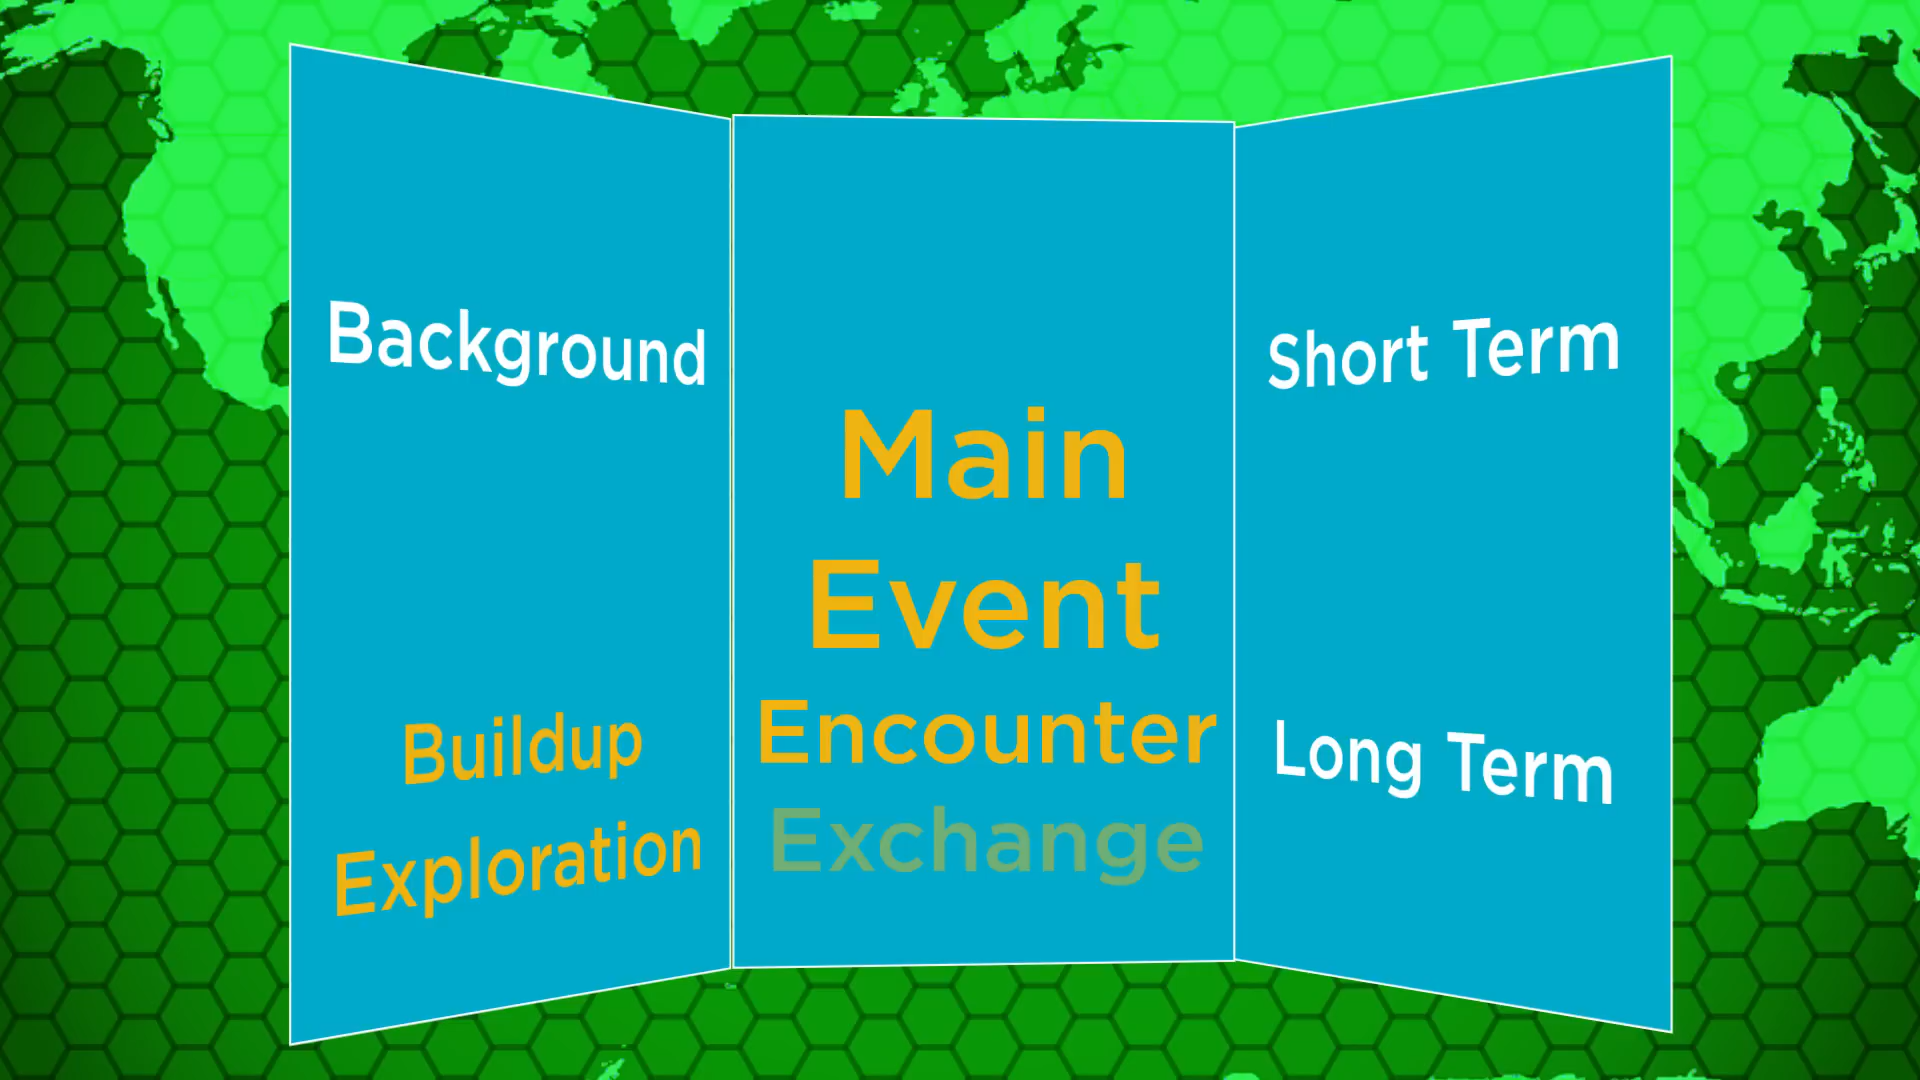 Background
Buildup
Exploration
Main
Event
Encounter
Exchange
Short Term
Long Term